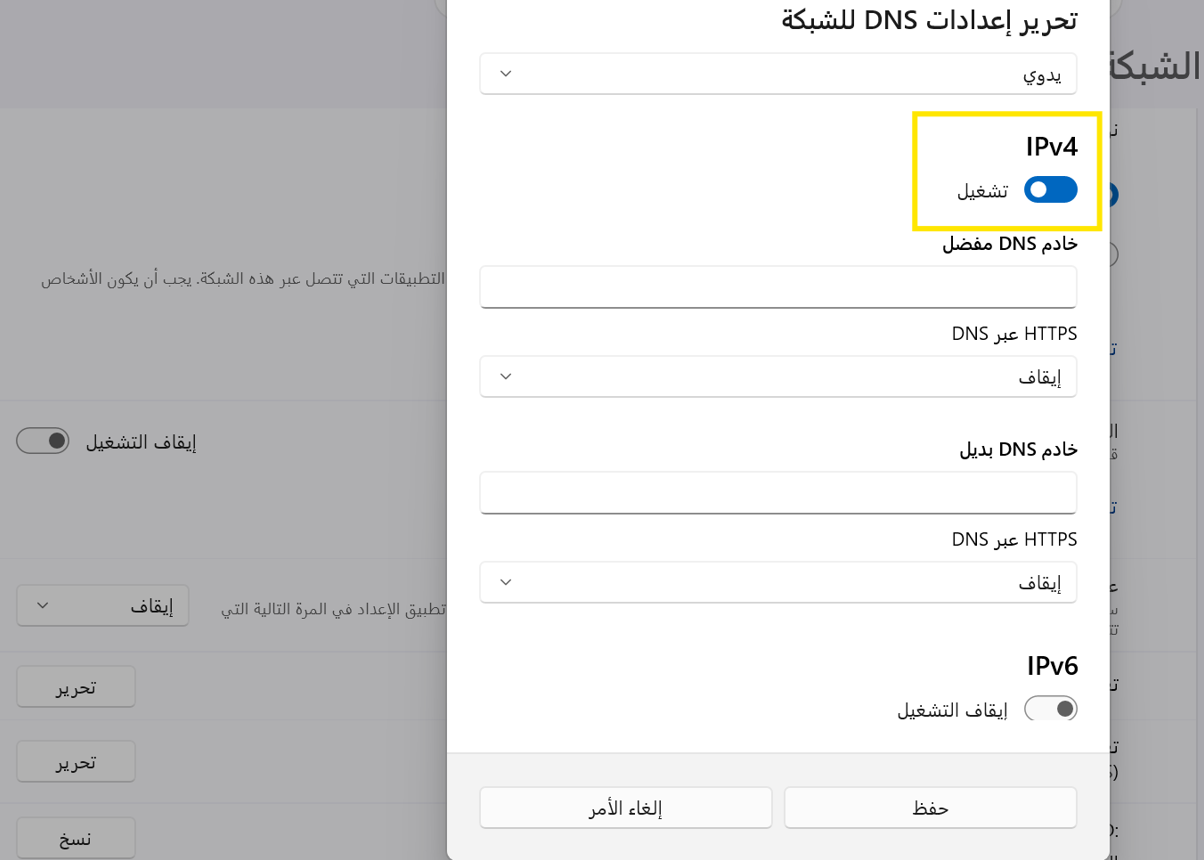 تحرير إعدادات DNS للشبكة
يدوي
الشبكة
IPv4
تشغيل
خادم DNS مفضل
التطبيقات التي تتصل عبر هذه الشبكة. يجب أن يكون الأشخاص
HTTPS عبر DNS
إيقاف
إيقاف التشغيل
خادم DNS بديل
HTTPS عبر DNS
إيقاف
تطبيق الإعداد في المرة التالية التي
إيقاف
IPv6
إيقاف التشغيل
تحرير
تحرير
حفظ
إلغاء الأمر
نسخ